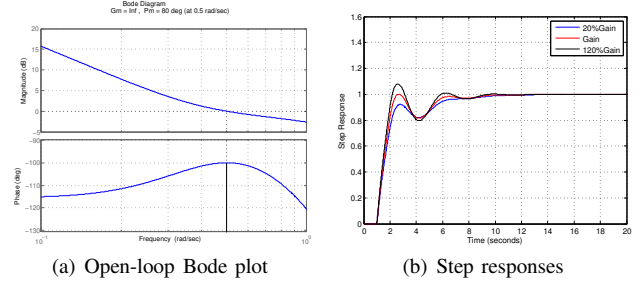 Bode Diagram
Gm = Inf , Pm = 80 deg (at 0.5 rad/sec)
Magnitude (dB)
20
15
10
5
0
-5
Phase (deg)
-90
-100
-110
-120
-130
10^-1
10^0
Frequency (rad/sec)
(a) Open-loop Bode plot
Step Response
1.6
1.4
1.2
1
0.8
0.6
0.4
0.2
0
0 2 4 6 8 10 12 14 16 18 20
Time (seconds)
20%Gain
Gain
120%Gain
(b) Step responses